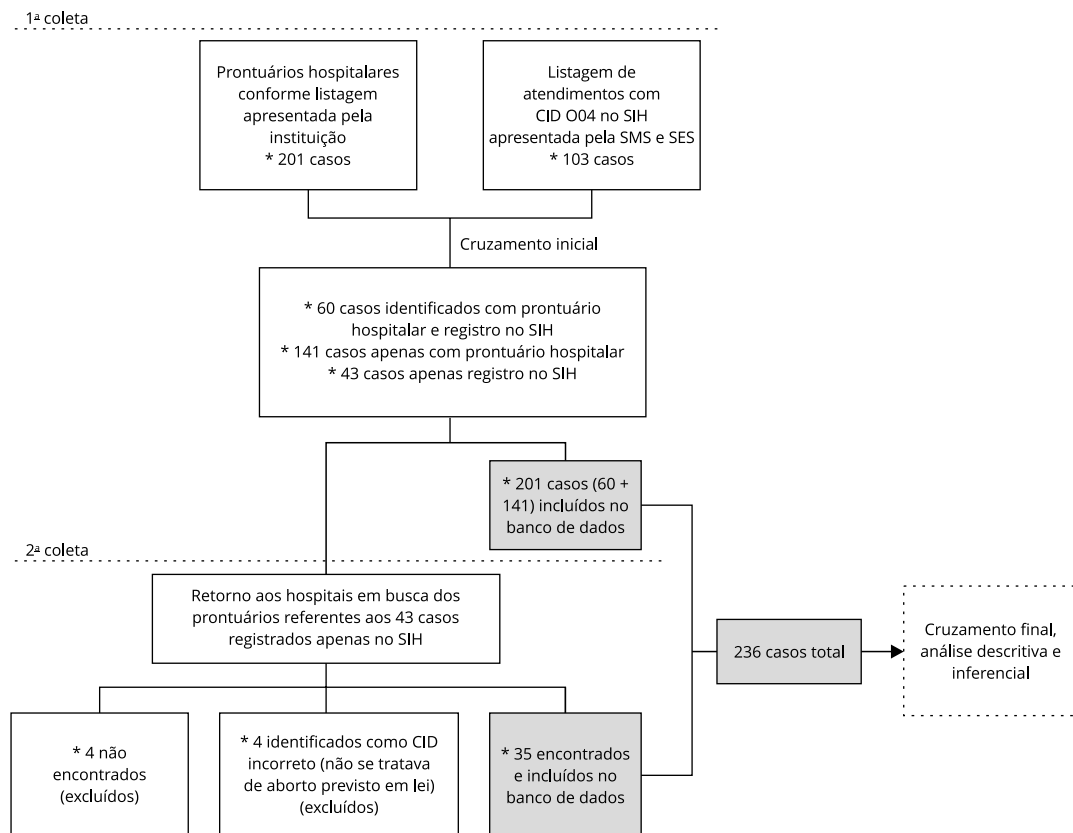 1ª coleta
Prontuários hospitalares
conforme listagem
apresentada pela
instituição
* 201 casos
Listagem de
atendimentos com
CID O04 no SIH
apresentada pela SMS e SES
* 103 casos
Cruzamento inicial
* 60 casos identificados com prontuário
hospitalar e registro no SIH
* 141 casos apenas com prontuário hospitalar
* 43 casos apenas registro no SIH
* 201 casos (60 +
141) incluídos no
banco de dados
2ª coleta
Retorno aos hospitais em busca dos
prontuários referentes aos 43 casos
registrados apenas no SIH
236 casos total
Cruzamento final,
análise descritiva e
inferencial
* 4 não
encontrados
(excluídos)
* 4 identificados como CID
incorreto (não se tratava
de aborto previsto em lei)
(excluídos)
* 35 encontrados
e incluídos no
banco de dados